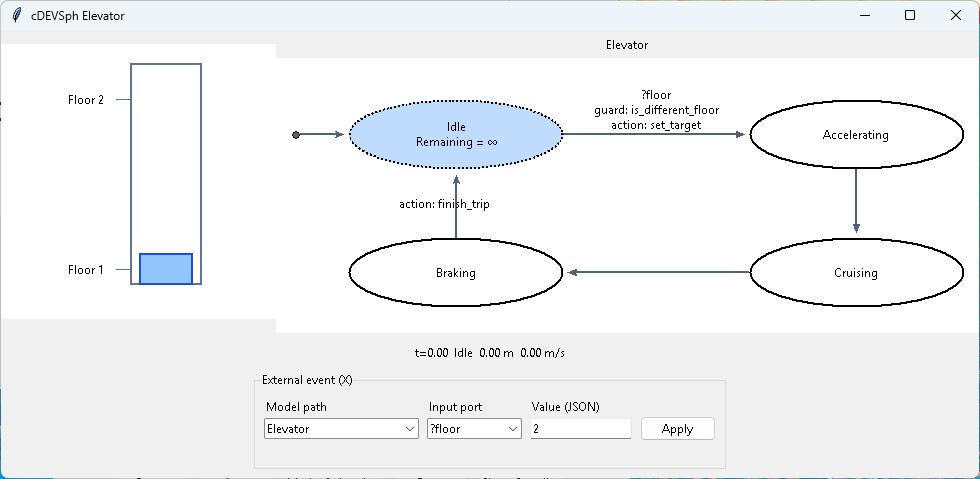 cDEVSph Elevator
Elevator
Floor 2
Floor 1
?floor
guard: is_different_floor
action: set_target
Idle
Remaining = ∞
Accelerating
action: finish_trip
Braking
Cruising
t=0.00 Idle 0.00 m 0.00 m/s
External event (X)
Model path Input port Value (JSON)
Elevator ?floor 2 Apply